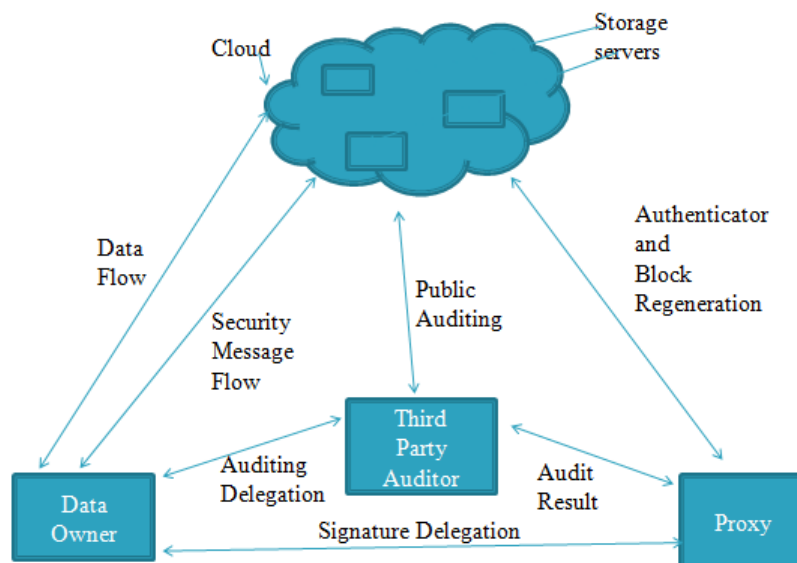 Storage
servers
Cloud
Authenticator
and
Block
Regeneration
Data
Flow
Public
Auditing
Security
Message
Flow
Third
Party
Auditor
Auditing
Delegation
Audit
Result
Data
Owner
Signature Delegation
Proxy